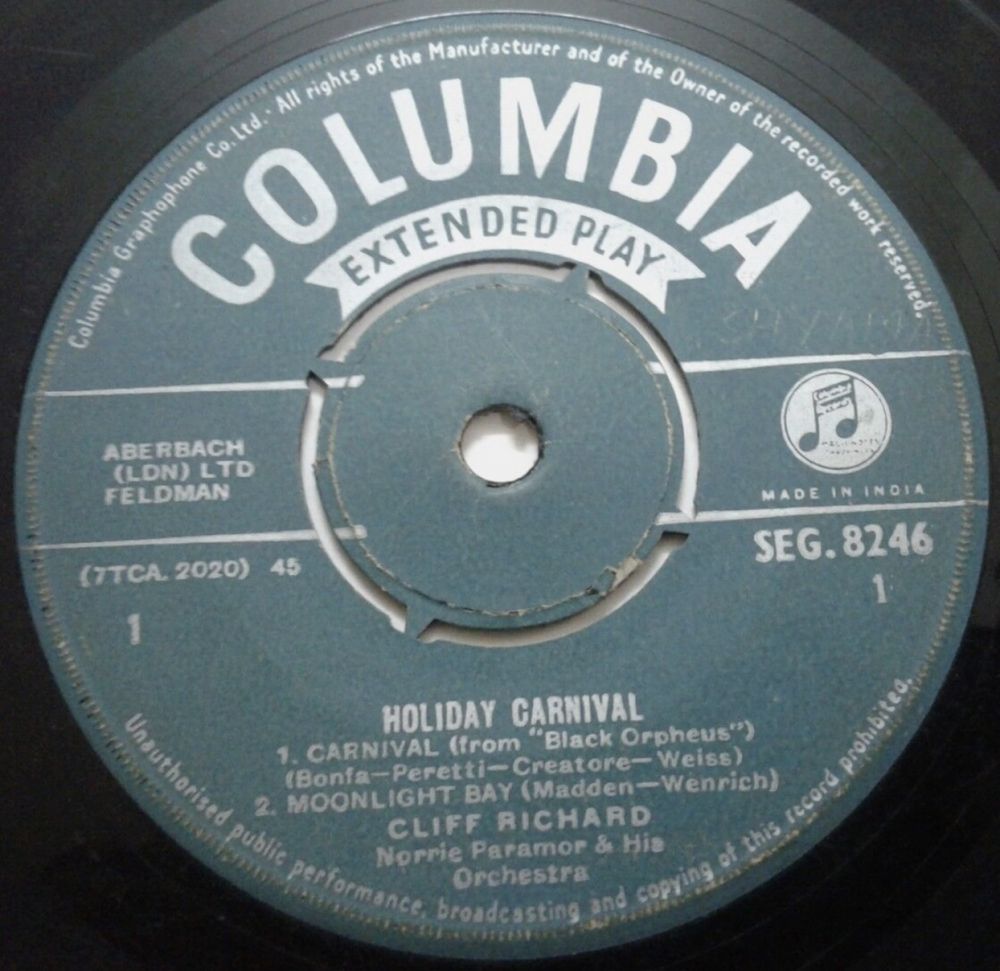 Columbia Graphophone Co. Ltd. · All rights of the Manufacturer and of the Owner of the recorded work reserved.
COLUMBIA
EXTENDED PLAY
ABERBACH
(LDN) LTD
FELDMAN
MADE IN INDIA
SEG. 8246
(7TCA. 2020) 45
1
1
HOLIDAY CARNIVAL
1. CARNIVAL (from "Black Orpheus")
(Bonfa—Peretti—Creatore—Weiss)
2. MOONLIGHT BAY (Madden—Wenrich)
CLIFF RICHARD
Norrie Paramor & His
Orchestra
Unauthorised public performance, broadcasting and copying of this record prohibited.